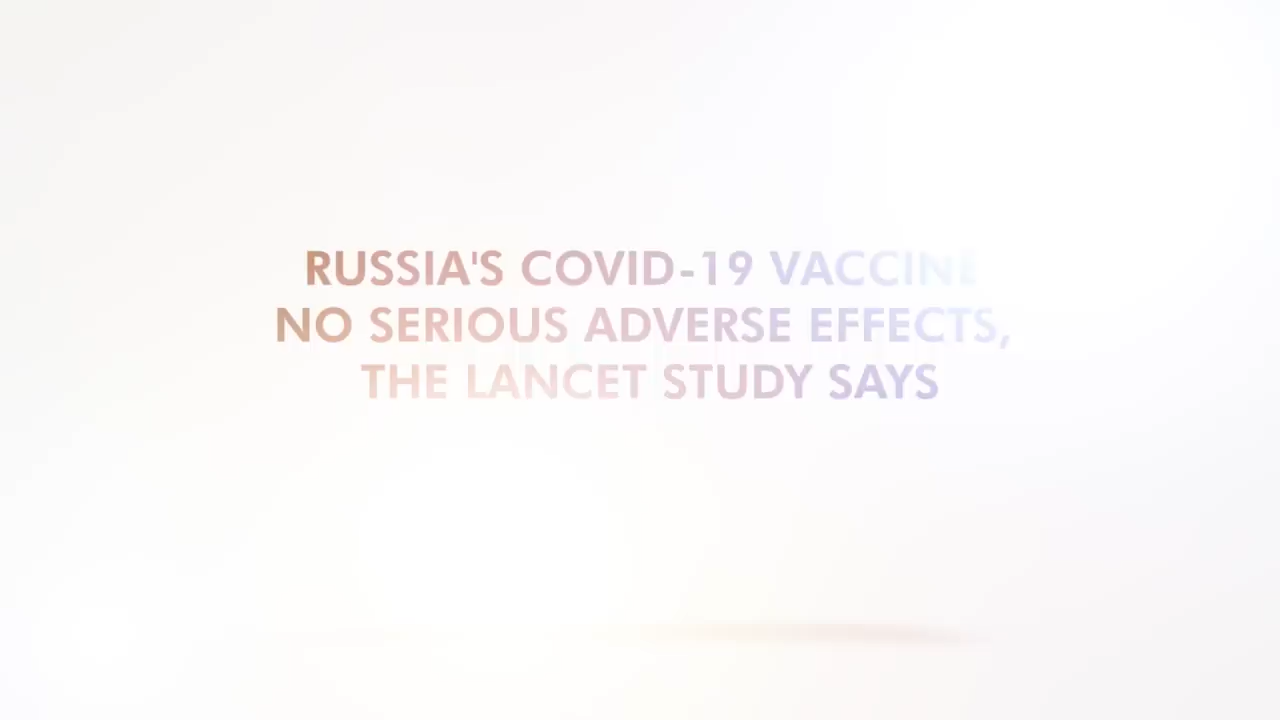 RUSSIA'S COVID-19 VACCINE
NO SERIOUS ADVERSE EFFECTS,
THE LANCET STUDY SAYS